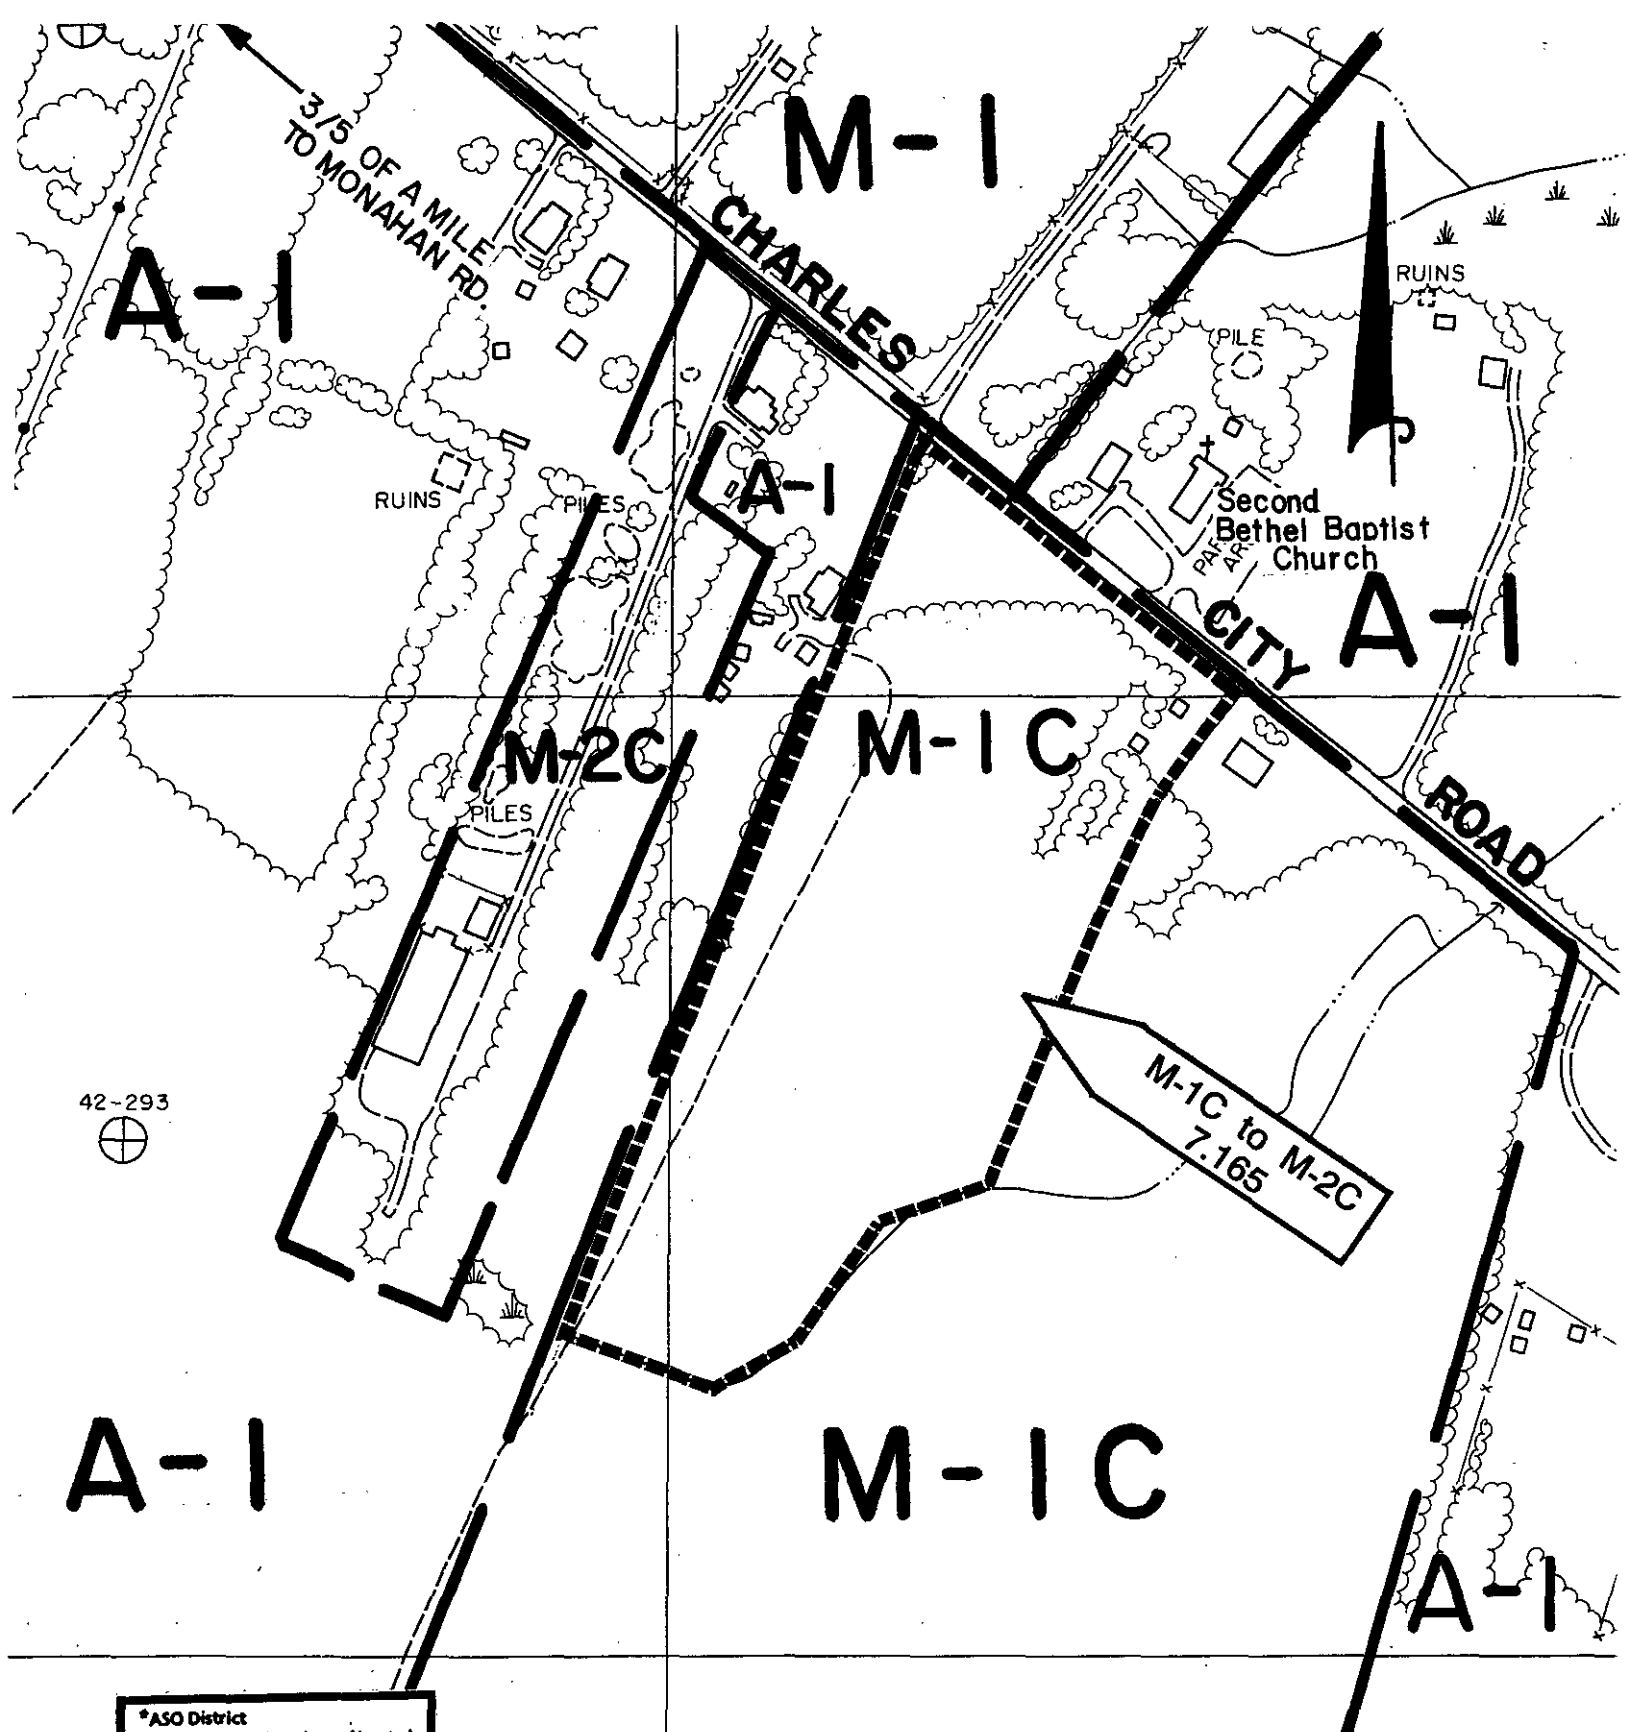 3/5 OF A MILE
TO MONAHAN RD.
M-1
CHARLES
A-1
RUINS
PILE
RUINS
PILES
A-1
Second
Bethel Baptist
Church
CITY
A-1
M-2C
M-1C
PILES
ROAD
42-293
M-1C to M-2C
7.165
A-1
M-1C
A-1
*ASO District